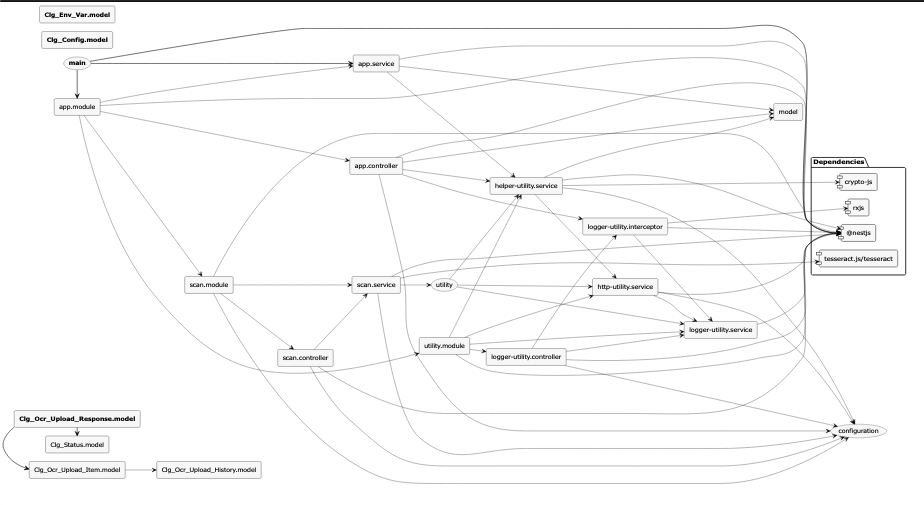 Clg_Env_Var.model
Clg_Config.model
main
app.service
app.module
model
Dependencies
app.controller
crypto-js
helper-utility.service
rxjs
logger-utility.interceptor
@nestjs
tesseract.js/tesseract
scan.module
scan.service
utility
http-utility.service
logger-utility.service
utility.module
scan.controller
logger-utility.controller
Clg_Ocr_Upload_Response.model
configuration
Clg_Status.model
Clg_Ocr_Upload_Item.model
Clg_Ocr_Upload_History.model